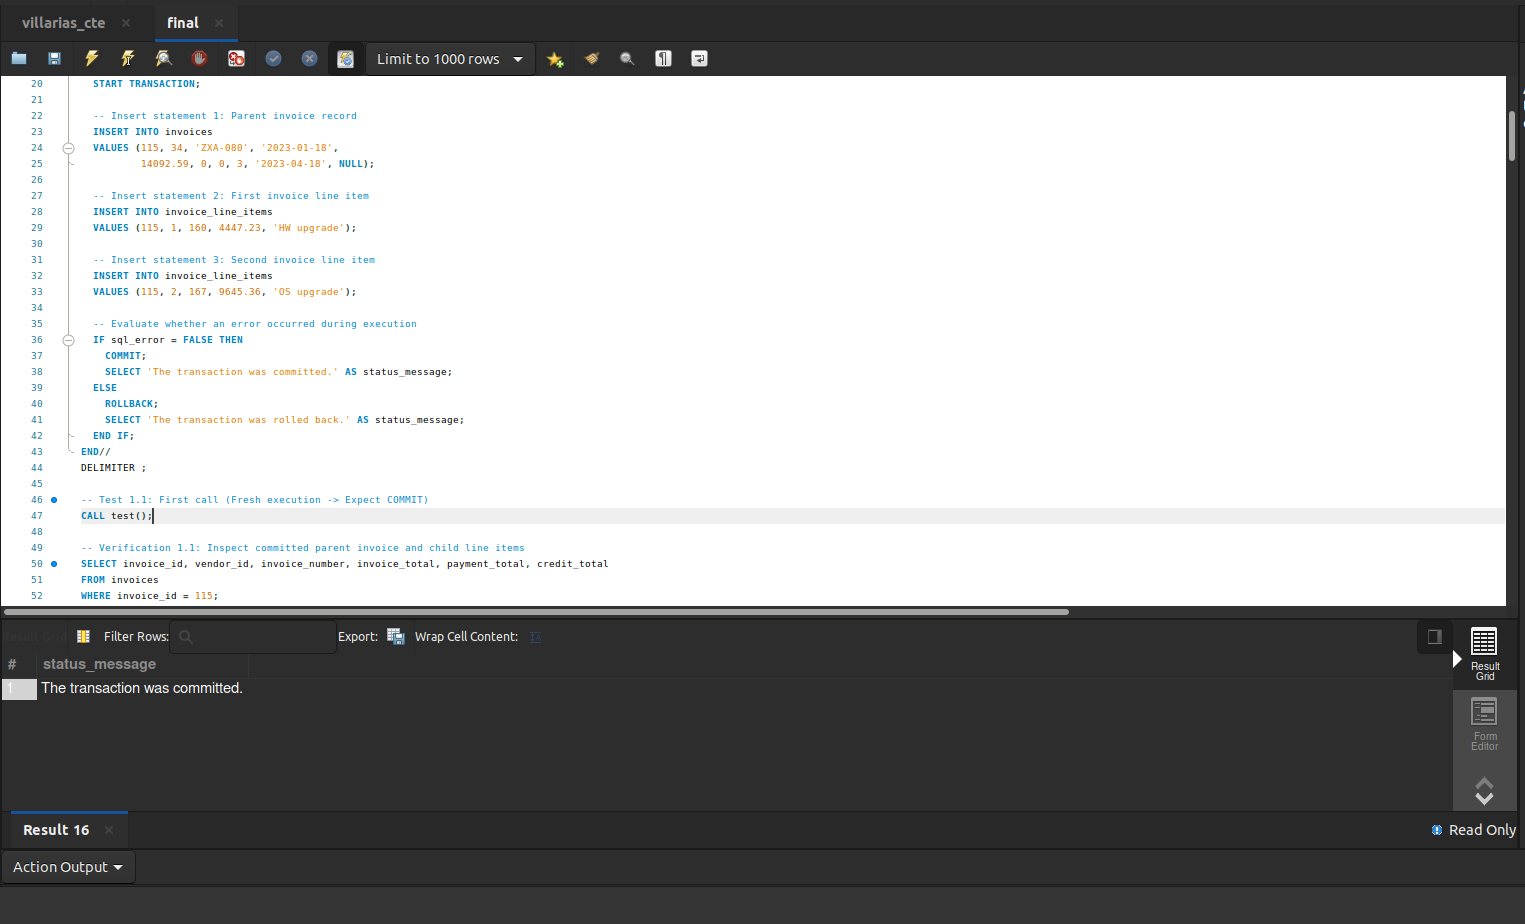 villarias_cte
final
Limit to 1000 rows
20 START TRANSACTION;
21
22 -- Insert statement 1: Parent invoice record
23 INSERT INTO invoices
24 VALUES (115, 34, 'ZXA-080', '2023-01-18',
25 14092.59, 0, 0, 3, '2023-04-18', NULL);
26
27 -- Insert statement 2: First invoice line item
28 INSERT INTO invoice_line_items
29 VALUES (115, 1, 160, 4447.23, 'HW upgrade');
30
31 -- Insert statement 3: Second invoice line item
32 INSERT INTO invoice_line_items
33 VALUES (115, 2, 167, 9645.36, 'OS upgrade');
34
35 -- Evaluate whether an error occurred during execution
36 IF sql_error = FALSE THEN
37 COMMIT;
38 SELECT 'The transaction was committed.' AS status_message;
39 ELSE
40 ROLLBACK;
41 SELECT 'The transaction was rolled back.' AS status_message;
42 END IF;
43 END//
44 DELIMITER ;
45
46 -- Test 1.1: First call (Fresh execution -> Expect COMMIT)
47 CALL test();
48
49 -- Verification 1.1: Inspect committed parent invoice and child line items
50 SELECT invoice_id, vendor_id, invoice_number, invoice_total, payment_total, credit_total
51 FROM invoices
52 WHERE invoice_id = 115;
Result Grid Filter Rows: Export: Wrap Cell Content:
# status_message
1 The transaction was committed.
Result
Grid
Form
Editor
Result 16
Read Only
Action Output